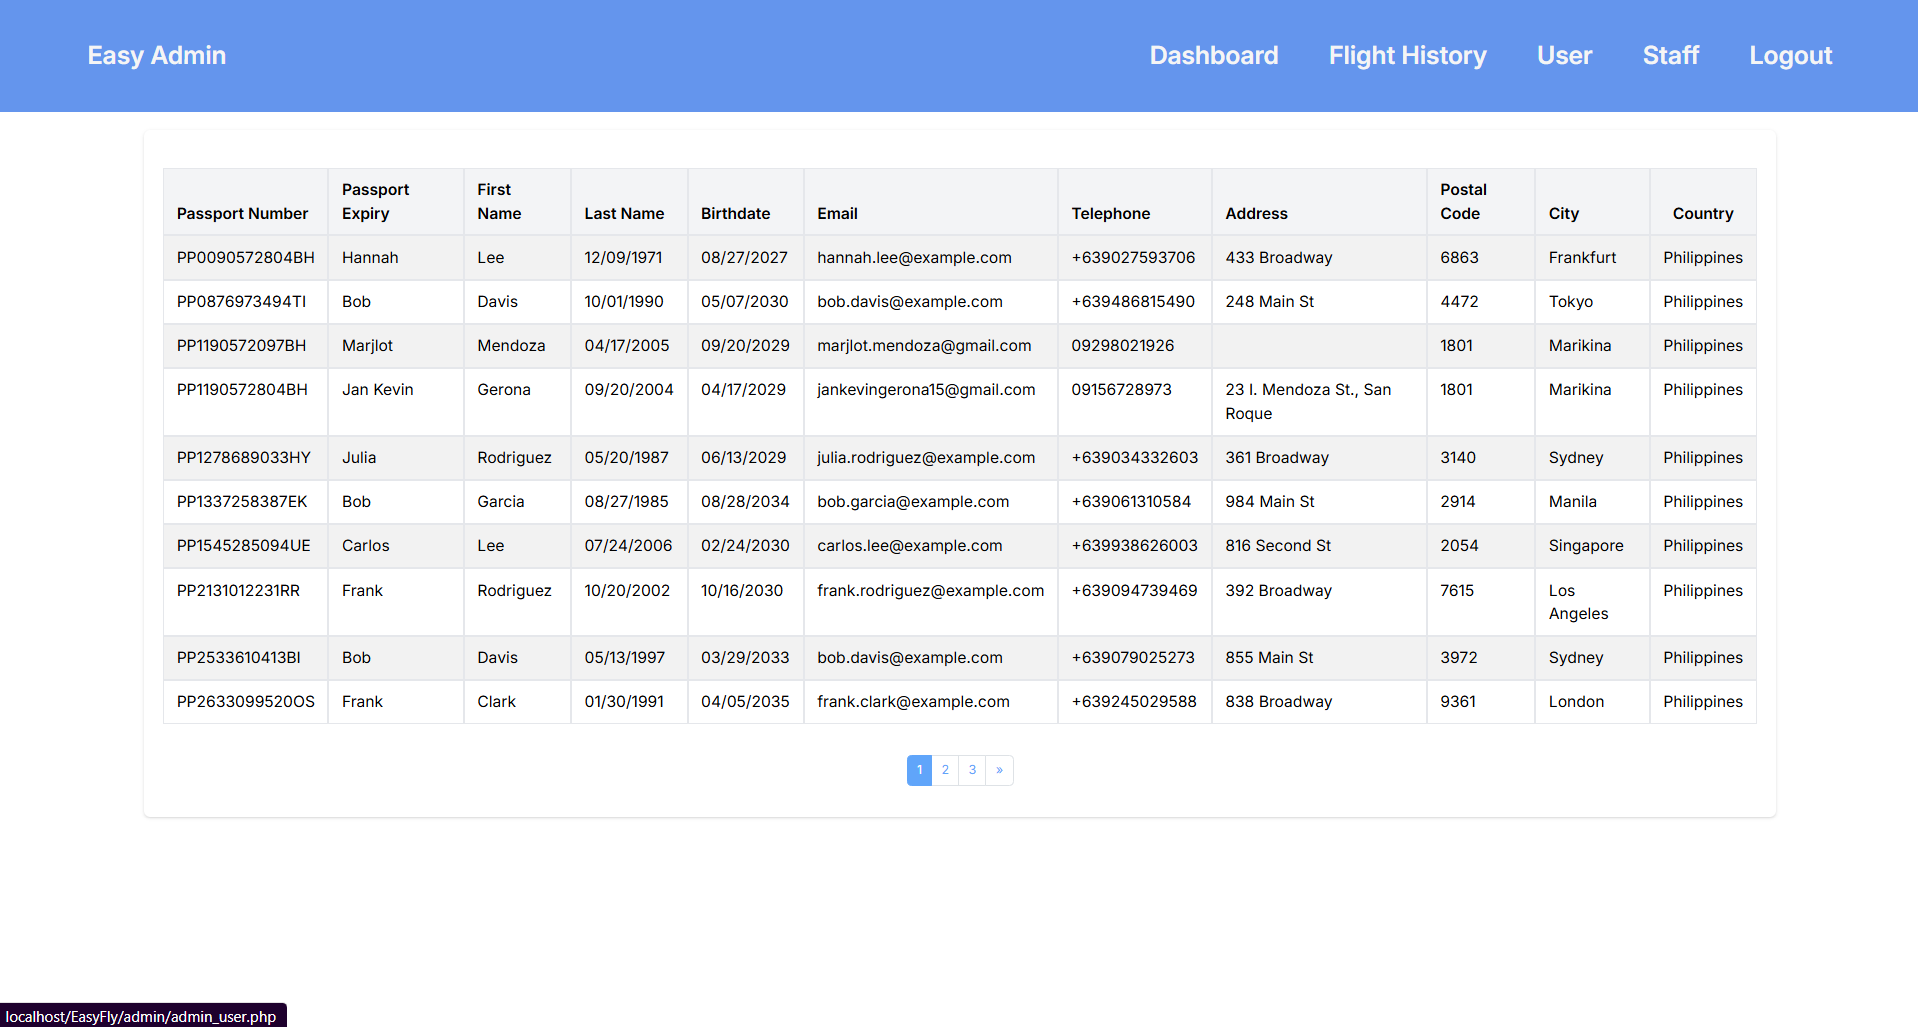 Easy Admin Dashboard Flight History User Staff Logout
Passport Number Passport Expiry First Name Last Name Birthdate Email Telephone Address Postal Code City Country
PP0090572804BH Hannah Lee 12/09/1971 08/27/2027 hannah.lee@example.com +639027593706 433 Broadway 6863 Frankfurt Philippines
PP0876973494TI Bob Davis 10/01/1990 05/07/2030 bob.davis@example.com +639486815490 248 Main St 4472 Tokyo Philippines
PP1190572097BH Marjlot Mendoza 04/17/2005 09/20/2029 marjlot.mendoza@gmail.com 09298021926 1801 Marikina Philippines
PP1190572804BH Jan Kevin Gerona 09/20/2004 04/17/2029 jankevingerona15@gmail.com 09156728973 23 I. Mendoza St., San Roque 1801 Marikina Philippines
PP1278689033HY Julia Rodriguez 05/20/1987 06/13/2029 julia.rodriguez@example.com +639034332603 361 Broadway 3140 Sydney Philippines
PP1337258387EK Bob Garcia 08/27/1985 08/28/2034 bob.garcia@example.com +639061310584 984 Main St 2914 Manila Philippines
PP1545285094UE Carlos Lee 07/24/2006 02/24/2030 carlos.lee@example.com +639938626003 816 Second St 2054 Singapore Philippines
PP2131012231RR Frank Rodriguez 10/20/2002 10/16/2030 frank.rodriguez@example.com +639094739469 392 Broadway 7615 Los Angeles Philippines
PP2533610413BI Bob Davis 05/13/1997 03/29/2033 bob.davis@example.com +639079025273 855 Main St 3972 Sydney Philippines
PP2633099520OS Frank Clark 01/30/1991 04/05/2035 frank.clark@example.com +639245029588 838 Broadway 9361 London Philippines
1 2 3 »
localhost/EasyFly/admin/admin_user.php